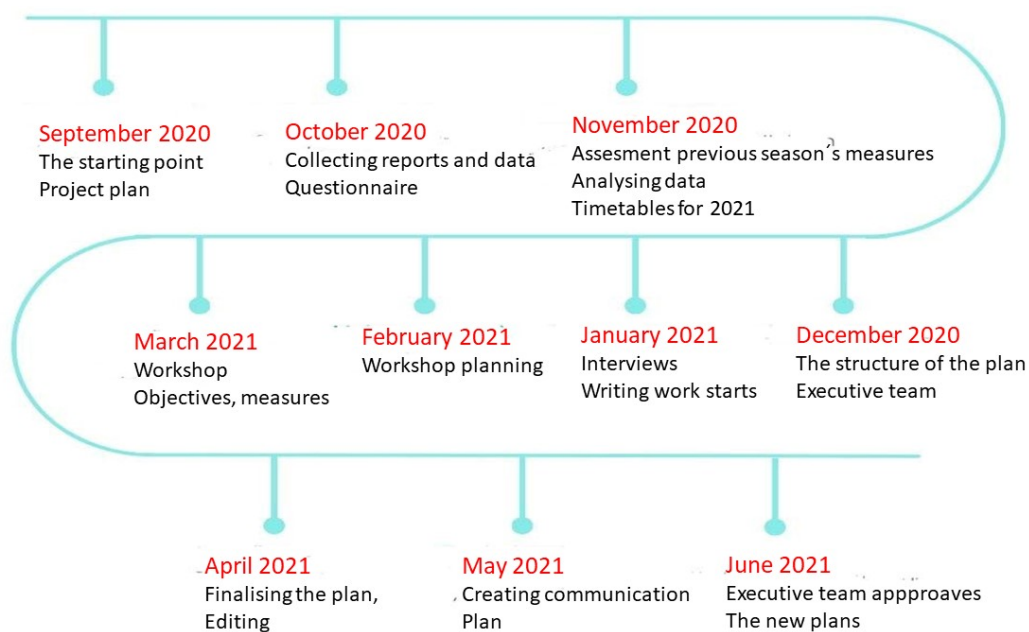 September 2020
The starting point
Project plan
October 2020
Collecting reports and data
Questionnaire
November 2020
Assesment previous season's measures
Analysing data
Timetables for 2021
December 2020
The structure of the plan
Executive team
January 2021
Interviews
Writing work starts
February 2021
Workshop planning
March 2021
Workshop
Objectives, measures
April 2021
Finalising the plan,
Editing
May 2021
Creating communication
Plan
June 2021
Executive team appproaves
The new plans